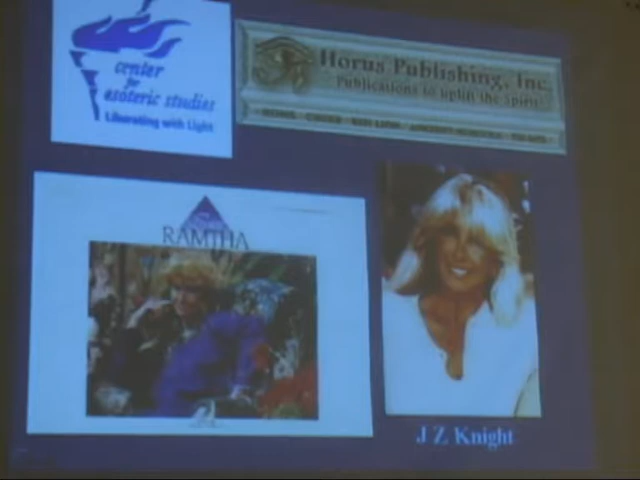 center
for
esoteric studies
Liberating with Light
Horus Publishing, Inc.
Publications to uplift the spirit!
RAMTHA
J Z Knight